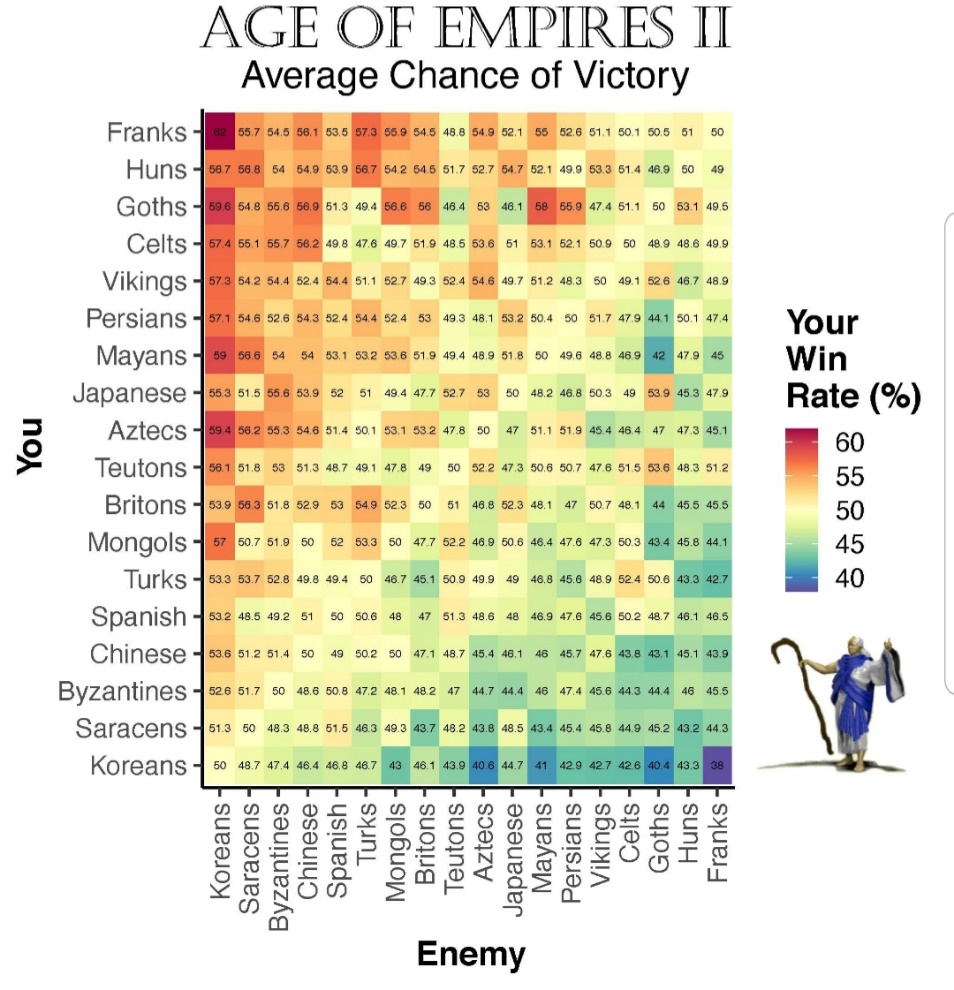 AGE OF EMPIRES II
Average Chance of Victory
Franks 62 55.7 54.5 56.1 53.5 57.3 55.9 54.5 48.8 54.9 52.1 55 52.6 51.1 50.1 50.5 51 50
Huns 56.7 56.8 54 54.9 53.9 56.7 54.2 54.5 51.7 52.7 54.7 52.1 49.9 53.3 51.4 46.9 50 49
Goths 59.6 54.8 55.6 56.9 51.3 49.4 56.6 56 46.4 53 46.1 58 55.9 47.4 51.1 50 53.1 49.5
Celts 57.4 55.1 55.7 56.2 49.8 47.6 49.7 51.9 48.5 53.6 51 53.1 52.1 50.9 50 48.9 48.6 49.9
Vikings 57.3 54.2 54.4 52.4 54.4 51.1 52.7 49.3 52.4 54.6 49.7 51.2 48.3 50 49.1 52.6 46.7 48.9
Persians 57.1 54.6 52.6 54.3 52.4 54.4 52.4 53 49.3 48.1 53.2 50.4 50 51.7 47.9 44.1 50.1 47.4
Mayans 59 56.6 54 54 53.1 53.2 53.6 51.9 49.4 48.9 51.8 50 49.6 48.8 46.9 42 47.9 45
Japanese 55.3 51.5 55.6 53.9 52 51 49.4 47.7 52.7 53 50 48.2 46.8 50.3 49 53.9 45.3 47.9
Aztecs 59.4 56.2 55.3 54.6 51.4 50.1 53.1 53.2 47.8 50 47 51.1 51.9 45.4 46.4 47 47.3 45.1
Teutons 56.1 51.8 53 51.3 48.7 49.1 47.8 49 50 52.2 47.3 50.6 50.7 47.6 51.5 53.6 48.3 51.2
Britons 53.9 56.3 51.8 52.9 53 54.9 52.3 50 51 46.8 52.3 48.1 47 50.7 48.1 44 45.5 45.5
Mongols 57 50.7 51.9 50 52 53.3 50 47.7 52.2 46.9 50.6 46.4 47.6 47.3 50.3 43.4 45.8 44.1
Turks 53.3 53.7 52.8 49.8 49.4 50 46.7 45.1 50.9 49.9 49 46.8 45.6 48.9 52.4 50.6 43.3 42.7
Spanish 53.2 48.5 49.2 51 50 50.6 48 47 51.3 48.6 48 46.9 47.6 45.6 50.2 48.7 46.1 46.5
Chinese 53.6 51.2 51.4 50 49 50.2 50 47.1 48.7 45.4 46.1 46 45.7 47.6 43.8 43.1 45.1 43.9
Byzantines 52.6 51.7 50 48.6 50.8 47.2 48.1 48.2 47 44.7 44.4 46 47.4 45.6 44.3 44.4 46 45.5
Saracens 51.3 50 48.3 48.8 51.5 46.3 49.3 43.7 48.2 43.8 48.5 43.4 45.4 45.8 44.9 45.2 43.2 44.3
Koreans 50 48.7 47.4 46.4 46.8 46.7 43 46.1 43.9 40.6 44.7 41 42.9 42.7 42.6 40.4 43.3 38
You
Koreans Saracens Byzantines Chinese Spanish Turks Mongols Britons Teutons Aztecs Japanese Mayans Persians Vikings Celts Goths Huns Franks
Enemy
Your
Win
Rate (%)
60
55
50
45
40